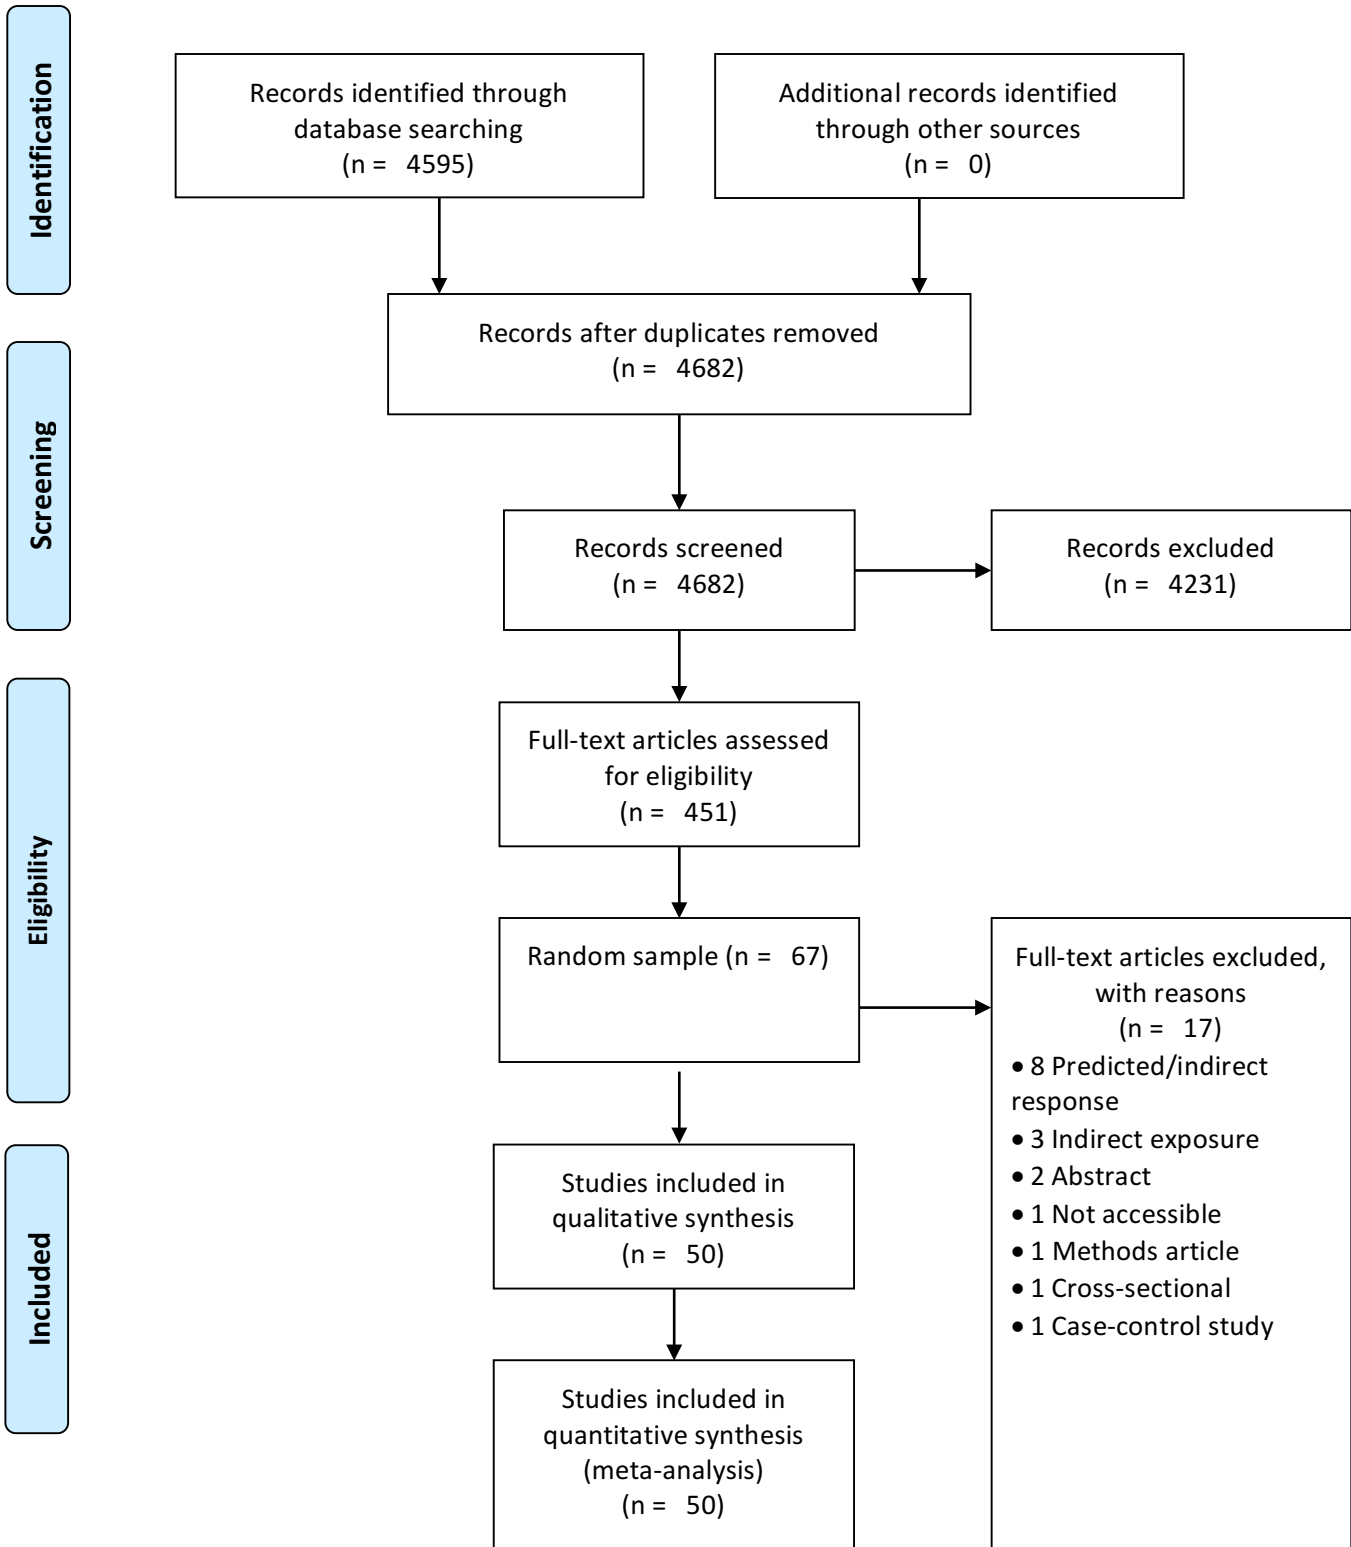 Identification
Records identified through
database searching
(n = 4595)
Additional records identified
through other sources
(n = 0)
Records after duplicates removed
(n = 4682)
Screening
Records screened
(n = 4682)
Records excluded
(n = 4231)
Eligibility
Full-text articles assessed
for eligibility
(n = 451)
Random sample (n = 67)
Full-text articles excluded,
with reasons
(n = 17)
• 8 Predicted/indirect
response
• 3 Indirect exposure
• 2 Abstract
• 1 Not accessible
• 1 Methods article
• 1 Cross-sectional
• 1 Case-control study
Included
Studies included in
qualitative synthesis
(n = 50)
Studies included in
quantitative synthesis
(meta-analysis)
(n = 50)